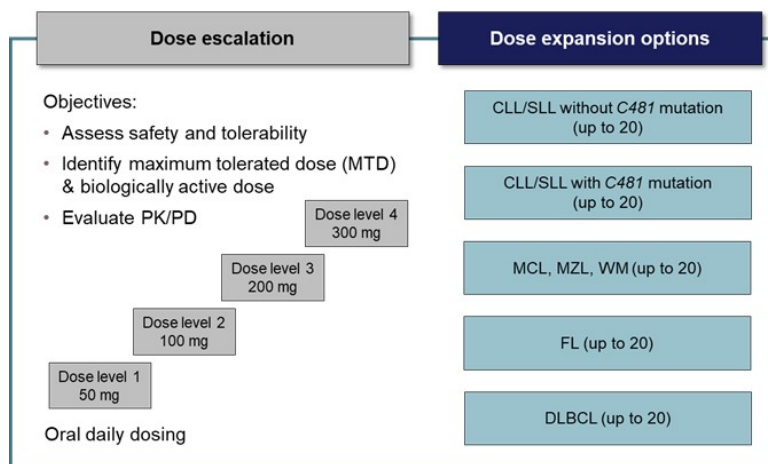 Dose escalation
Objectives:
• Assess safety and tolerability
• Identify maximum tolerated dose (MTD)
& biologically active dose
• Evaluate PK/PD
Dose level 4
300 mg
Dose level 3
200 mg
Dose level 2
100 mg
Dose level 1
50 mg
Oral daily dosing
Dose expansion options
CLL/SLL without C481 mutation
(up to 20)
CLL/SLL with C481 mutation
(up to 20)
MCL, MZL, WM (up to 20)
FL (up to 20)
DLBCL (up to 20)